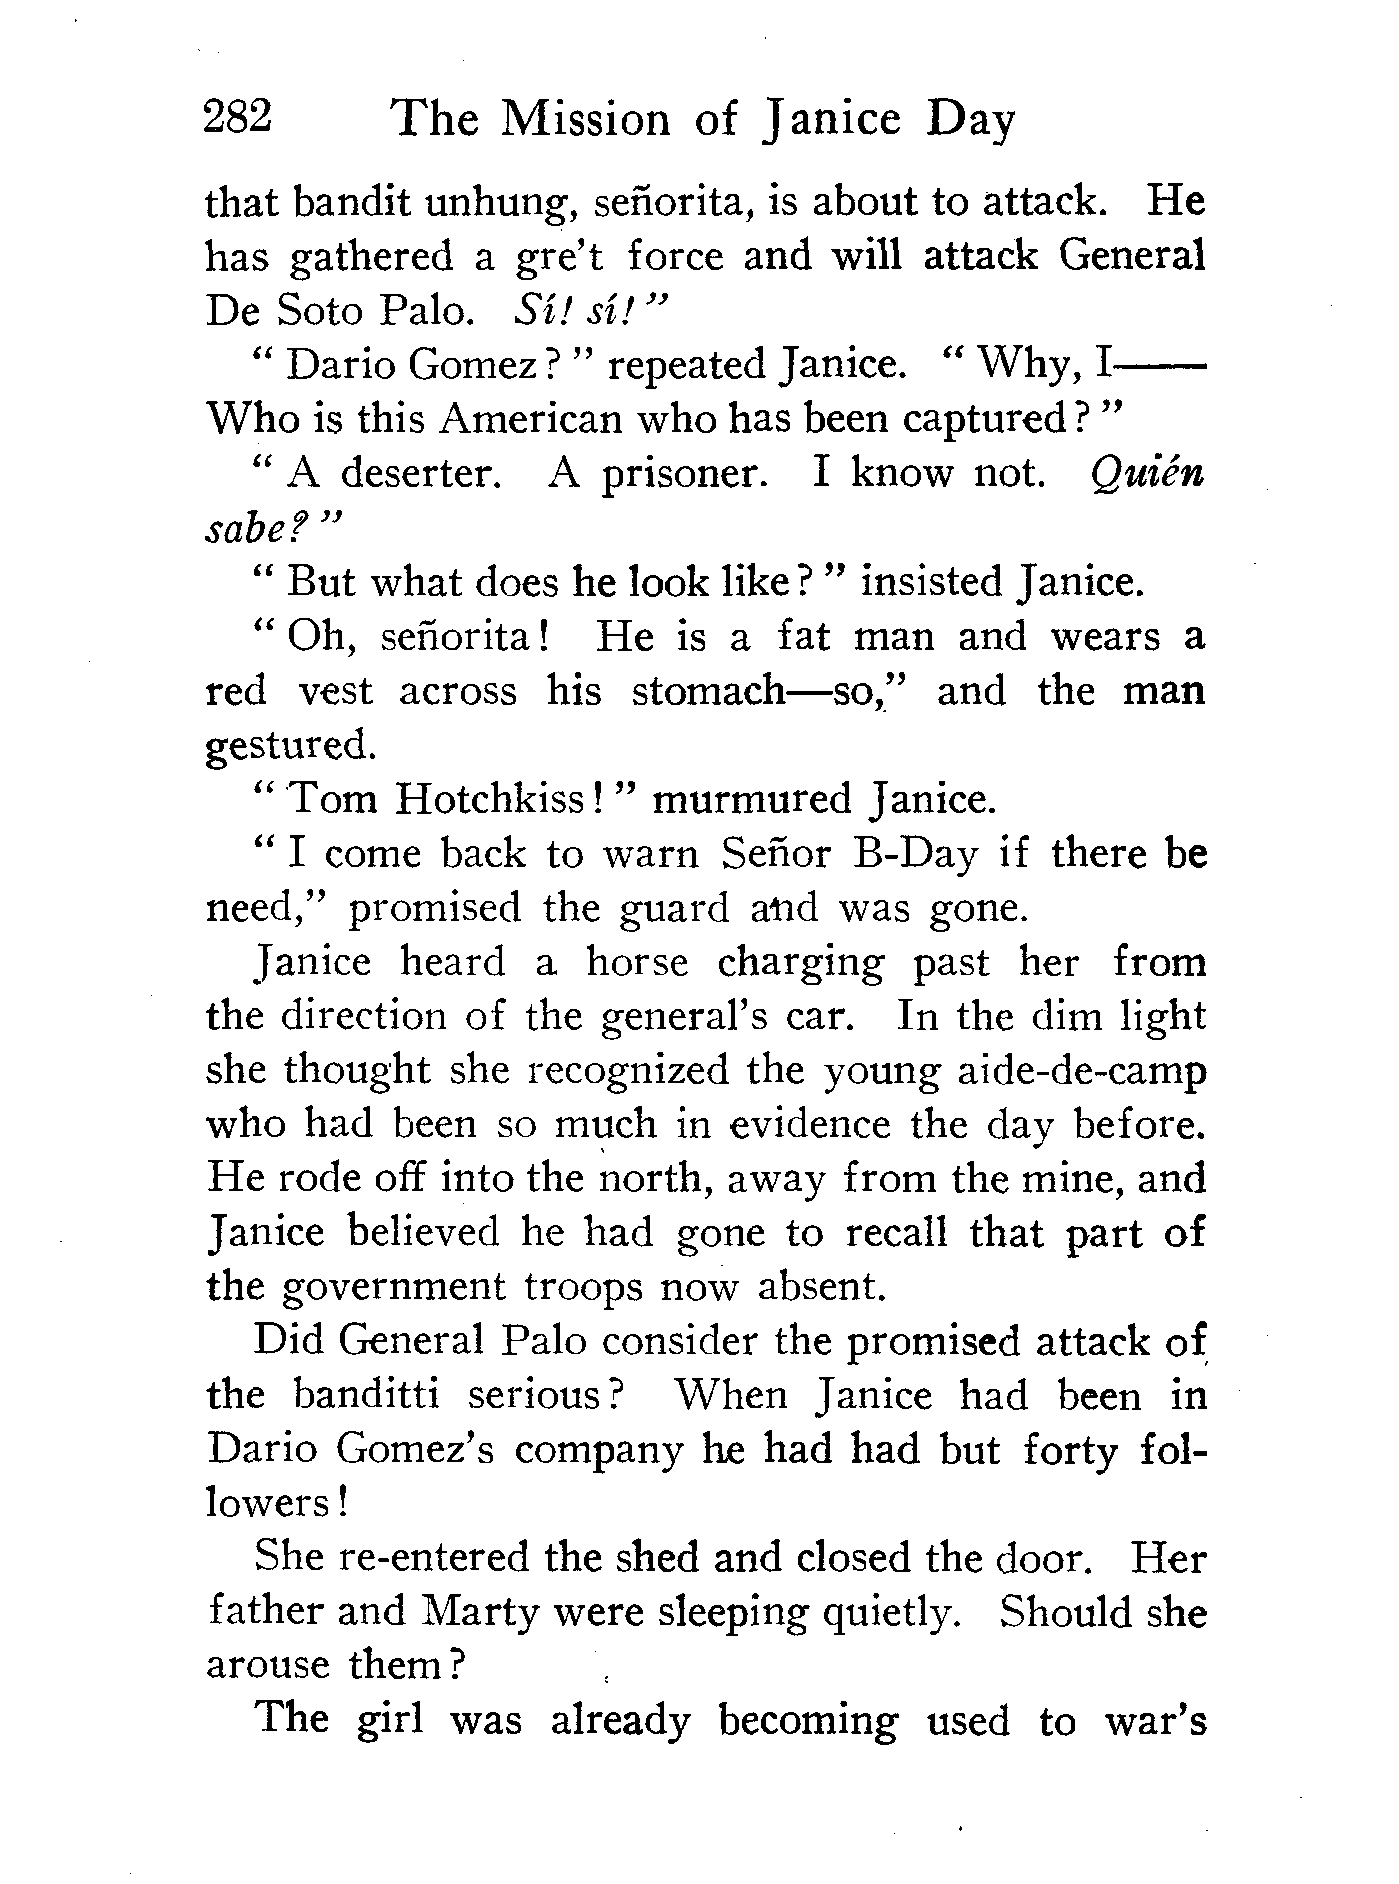 282 The Mission of Janice Day
that bandit unhung, señorita, is about to attack. He
has gathered a gre't force and will attack General
De Soto Palo. Sí! sí!"
" Dario Gomez? " repeated Janice. " Why, I——
Who is this American who has been captured? "
" A deserter. A prisoner. I know not. Quién
sabe? "
" But what does he look like? " insisted Janice.
" Oh, señorita! He is a fat man and wears a
red vest across his stomach—so," and the man
gestured.
" Tom Hotchkiss! " murmured Janice.
" I come back to warn Señor B-Day if there be
need," promised the guard and was gone.
Janice heard a horse charging past her from
the direction of the general's car. In the dim light
she thought she recognized the young aide-de-camp
who had been so much in evidence the day before.
He rode off into the north, away from the mine, and
Janice believed he had gone to recall that part of
the government troops now absent.
Did General Palo consider the promised attack of
the banditti serious? When Janice had been in
Dario Gomez's company he had had but forty fol-
lowers!
She re-entered the shed and closed the door. Her
father and Marty were sleeping quietly. Should she
arouse them?
The girl was already becoming used to war's